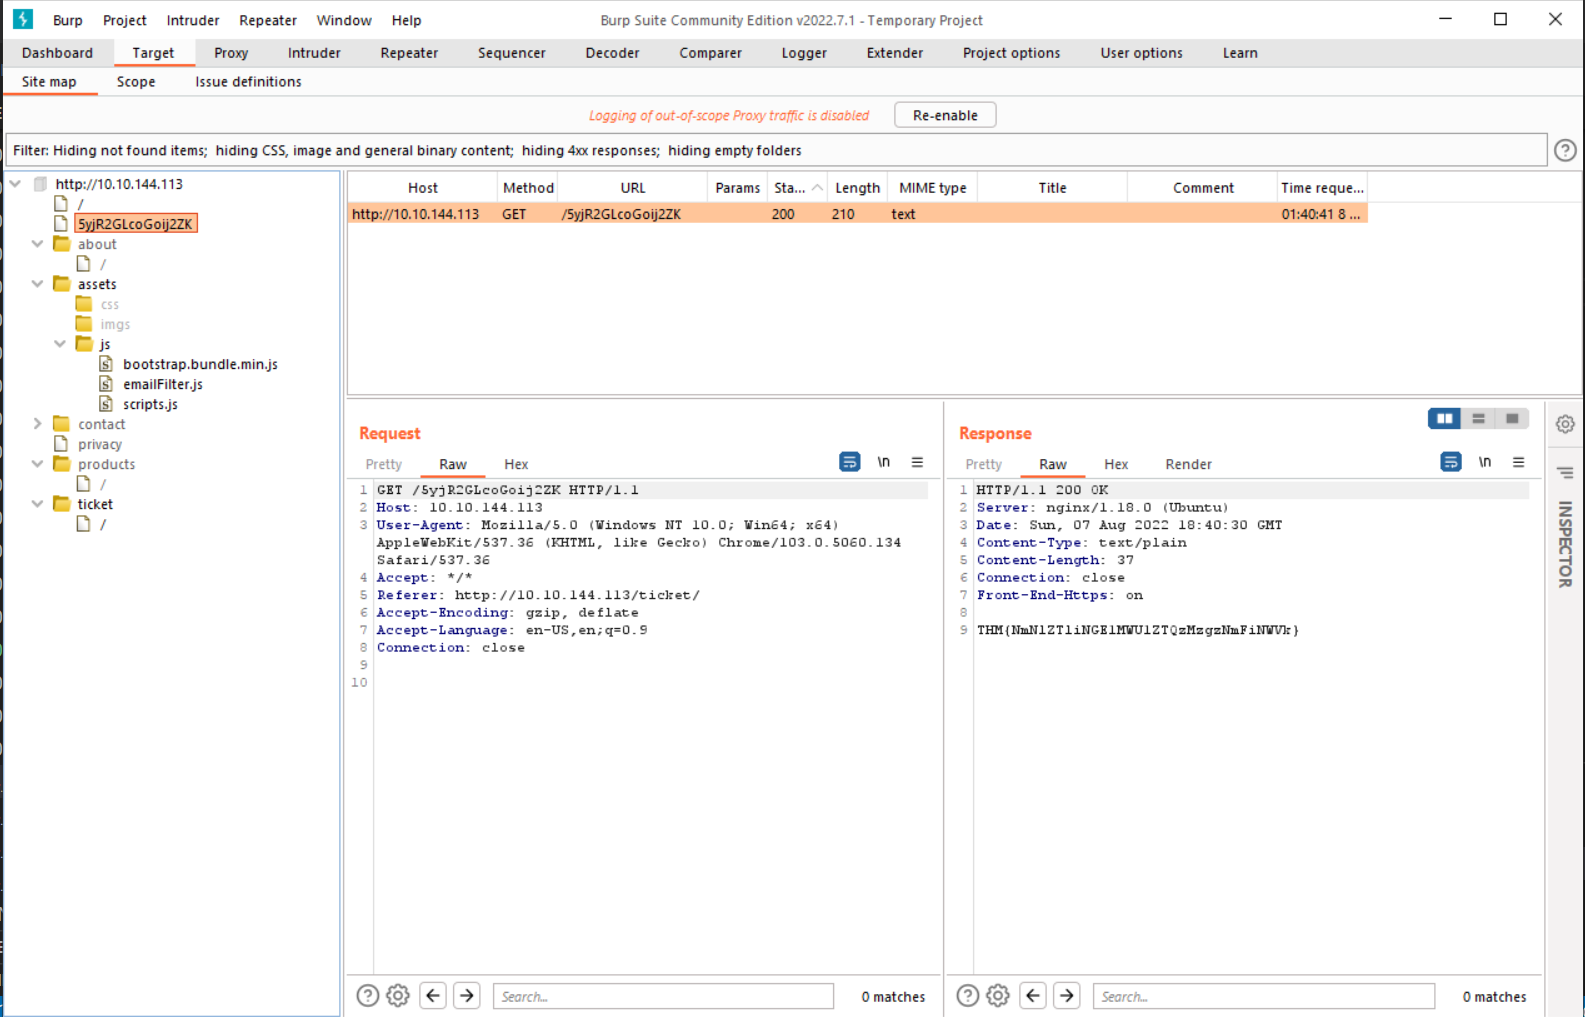 Burp Project Intruder Repeater Window Help Burp Suite Community Edition v2022.7.1 - Temporary Project
Dashboard Target Proxy Intruder Repeater Sequencer Decoder Comparer Logger Extender Project options User options Learn
Site map Scope Issue definitions
Logging of out-of-scope Proxy traffic is disabled Re-enable
Filter: Hiding not found items; hiding CSS, image and general binary content; hiding 4xx responses; hiding empty folders
http://10.10.144.113
/
5yjR2GLcoGoij2ZK
about
/
assets
css
imgs
js
bootstrap.bundle.min.js
emailFilter.js
scripts.js
contact
privacy
products
/
ticket
/
Host Method URL Params Sta... Length MIME type Title Comment Time reque...
http://10.10.144.113 GET /5yjR2GLcoGoij2ZK 200 210 text 01:40:41 8 ...
Request
Pretty Raw Hex \n
1 GET /5yjR2GLcoGoij2ZK HTTP/1.1
2 Host: 10.10.144.113
3 User-Agent: Mozilla/5.0 (Windows NT 10.0; Win64; x64)
AppleWebKit/537.36 (KHTML, like Gecko) Chrome/103.0.5060.134
Safari/537.36
4 Accept: */*
5 Referer: http://10.10.144.113/ticket/
6 Accept-Encoding: gzip, deflate
7 Accept-Language: en-US,en;q=0.9
8 Connection: close
9
10
Search... 0 matches
Response
Pretty Raw Hex Render \n
1 HTTP/1.1 200 OK
2 Server: nginx/1.18.0 (Ubuntu)
3 Date: Sun, 07 Aug 2022 18:40:30 GMT
4 Content-Type: text/plain
5 Content-Length: 37
6 Connection: close
7 Front-End-Https: on
8
9 THM{NmNlZTliNGE1MWU1ZTQzMzgzNmFiNWVk}
Search... 0 matches
INSPECTOR